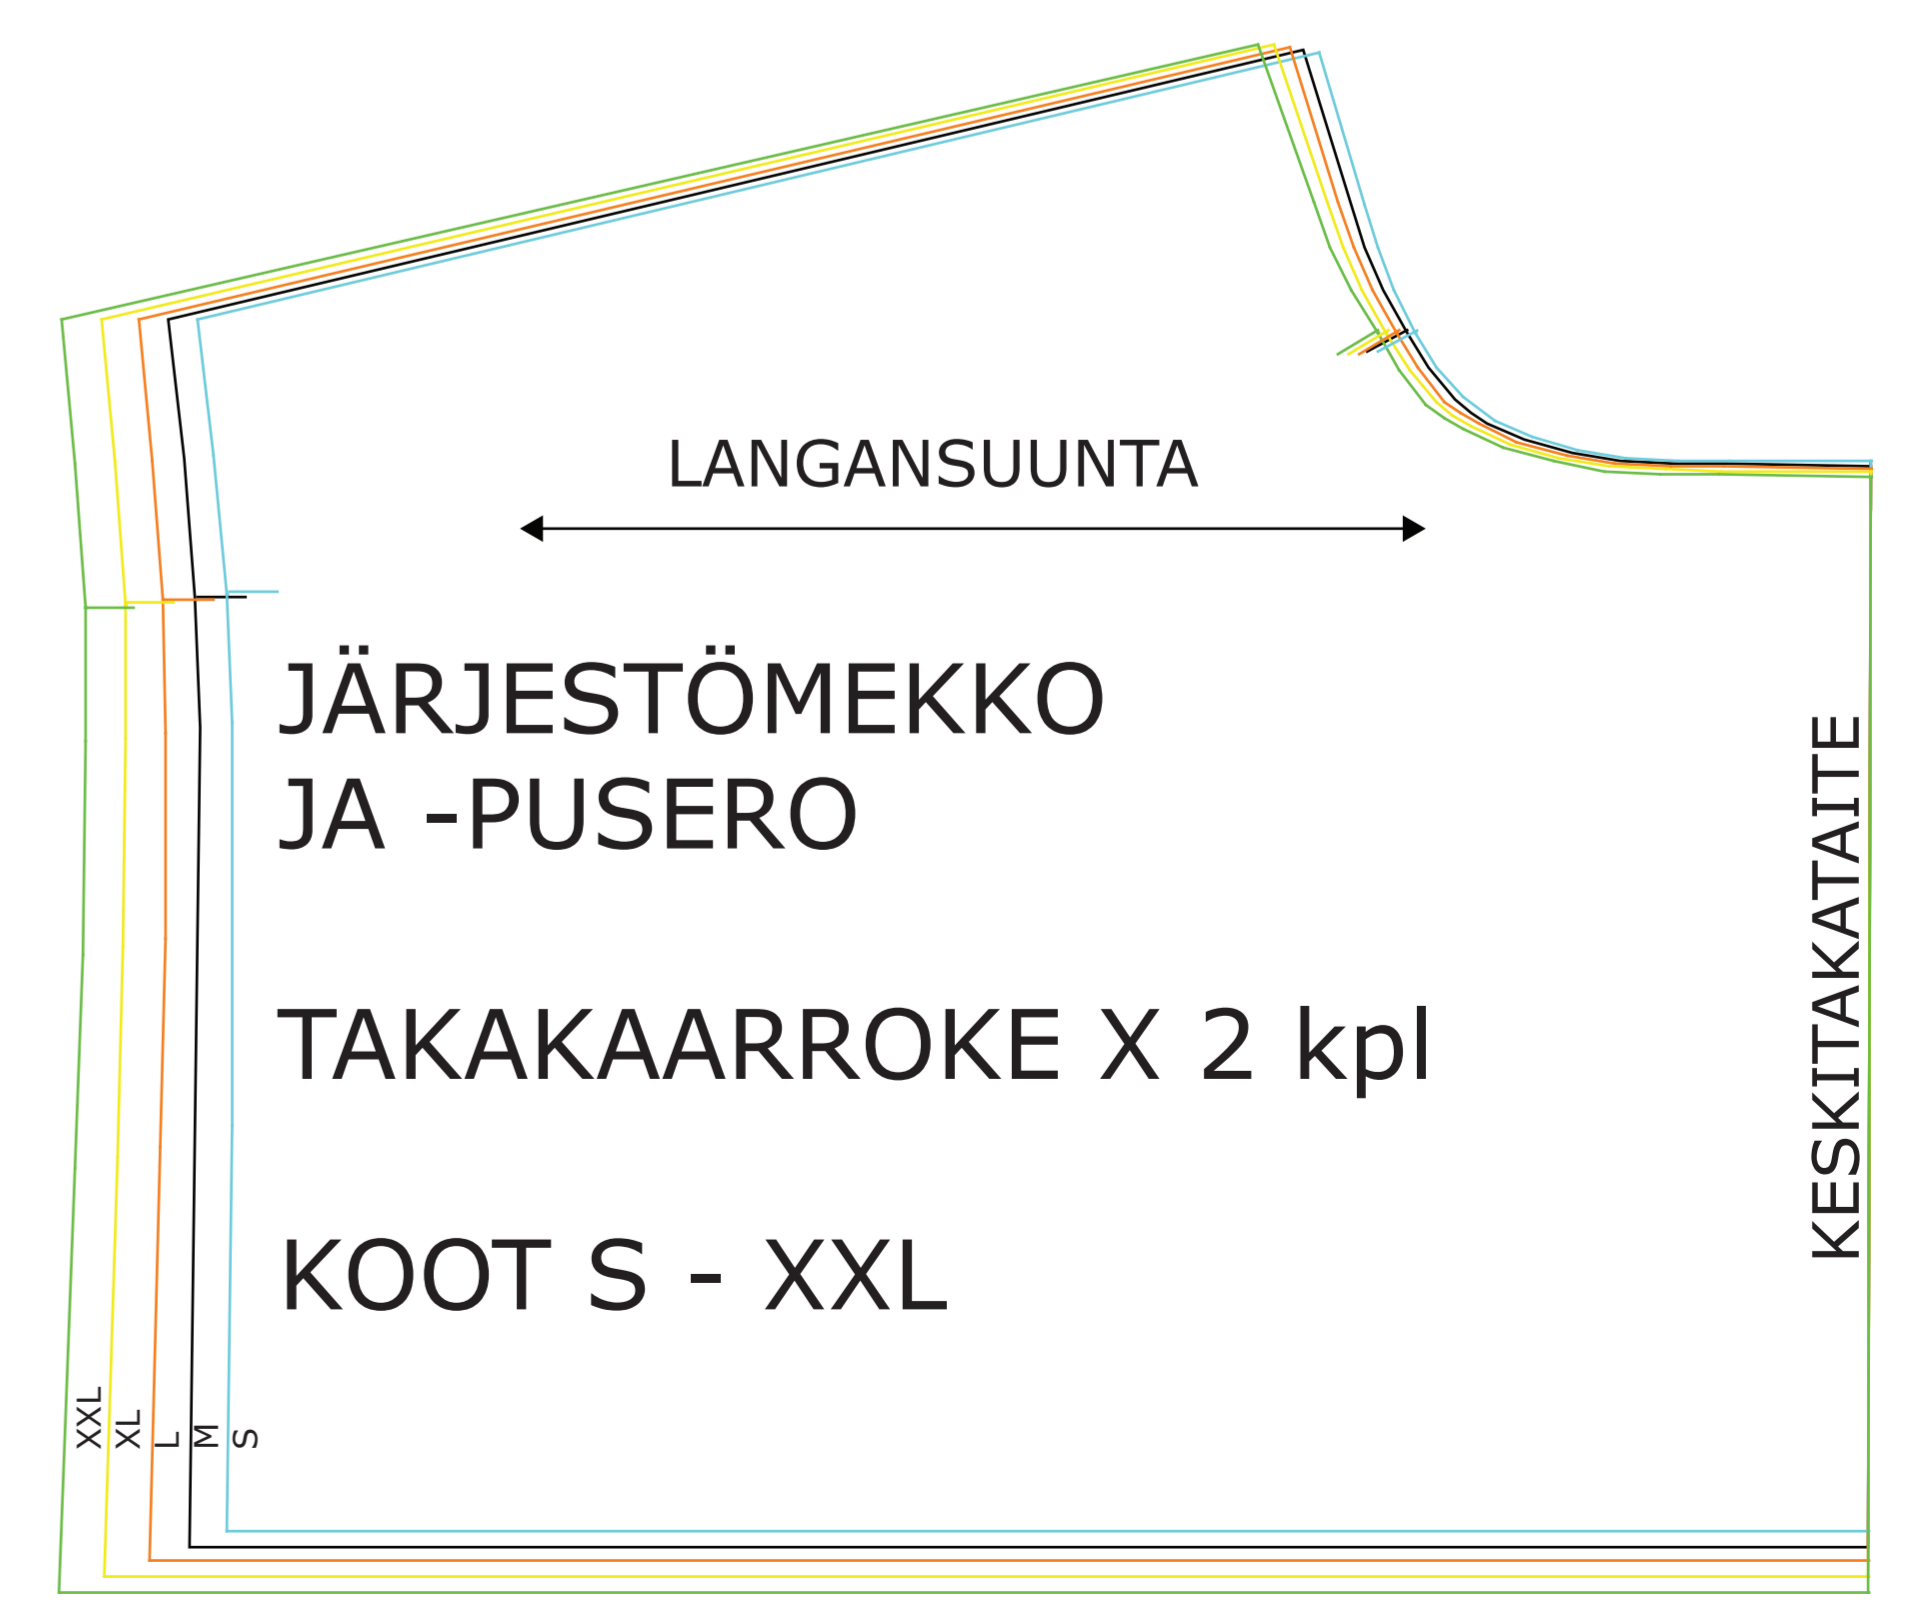 LANGANSUUNTA
JÄRJESTÖMEKKO
JA -PUSERO
TAKAKAARROKE X 2 kpl
KOOT S - XXL
KESKITAKATAITE
XXL
XL
L
M
S